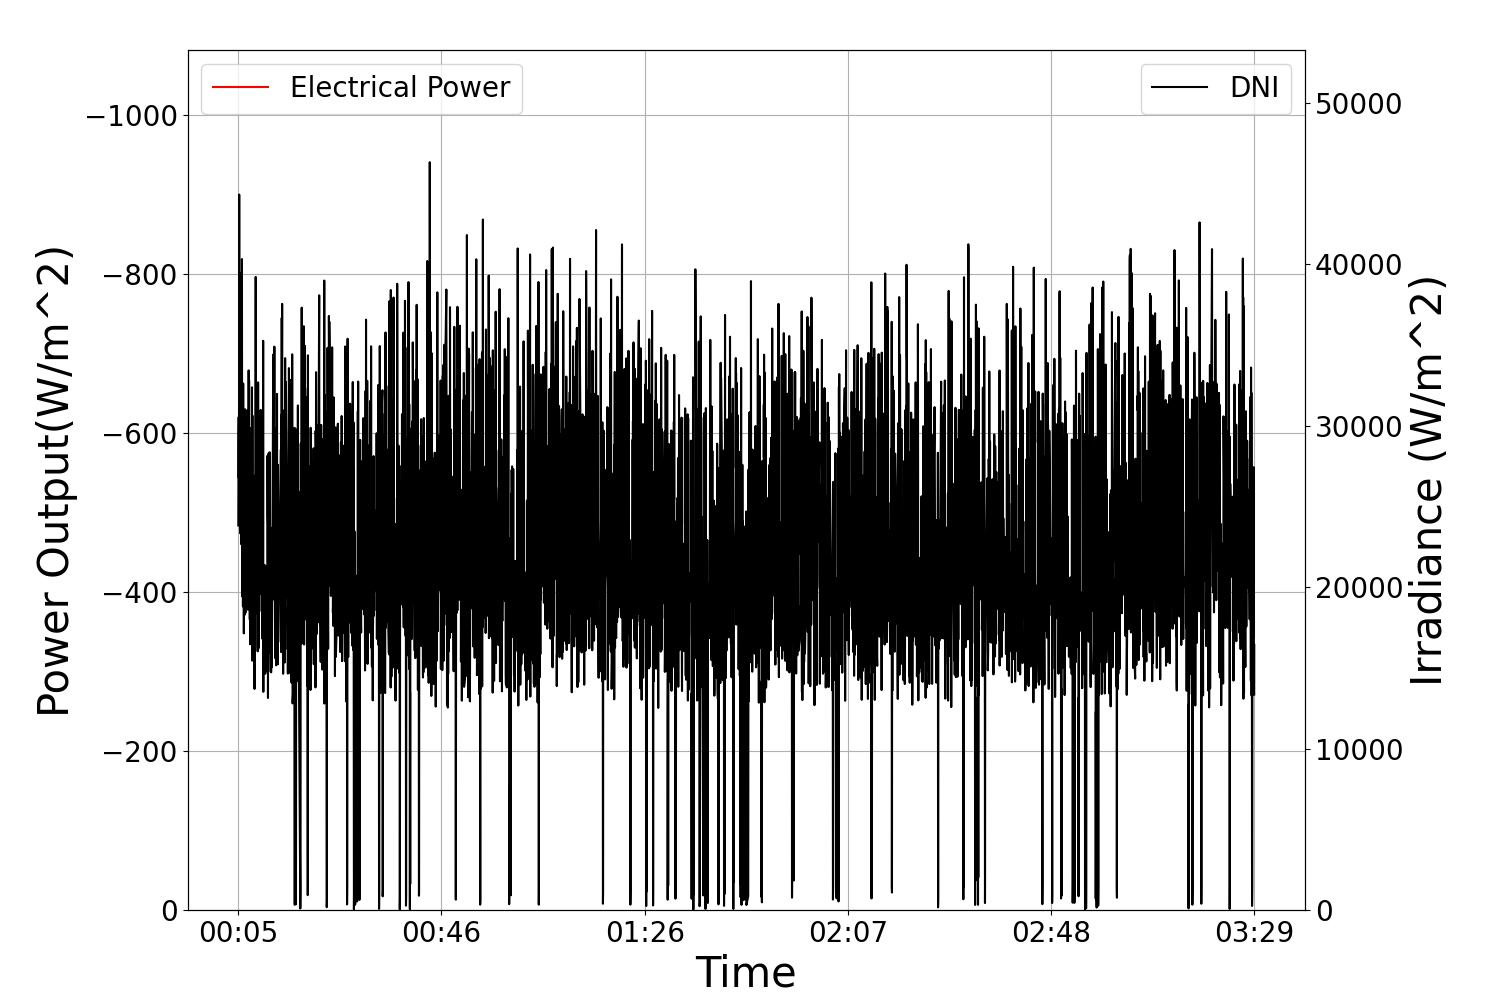 Electrical Power
DNI
Power Output(W/m^2)
−1000
−800
−600
−400
−200
0
50000
40000
30000
20000
10000
0
Irradiance (W/m^2)
00:05 00:46 01:26 02:07 02:48 03:29
Time